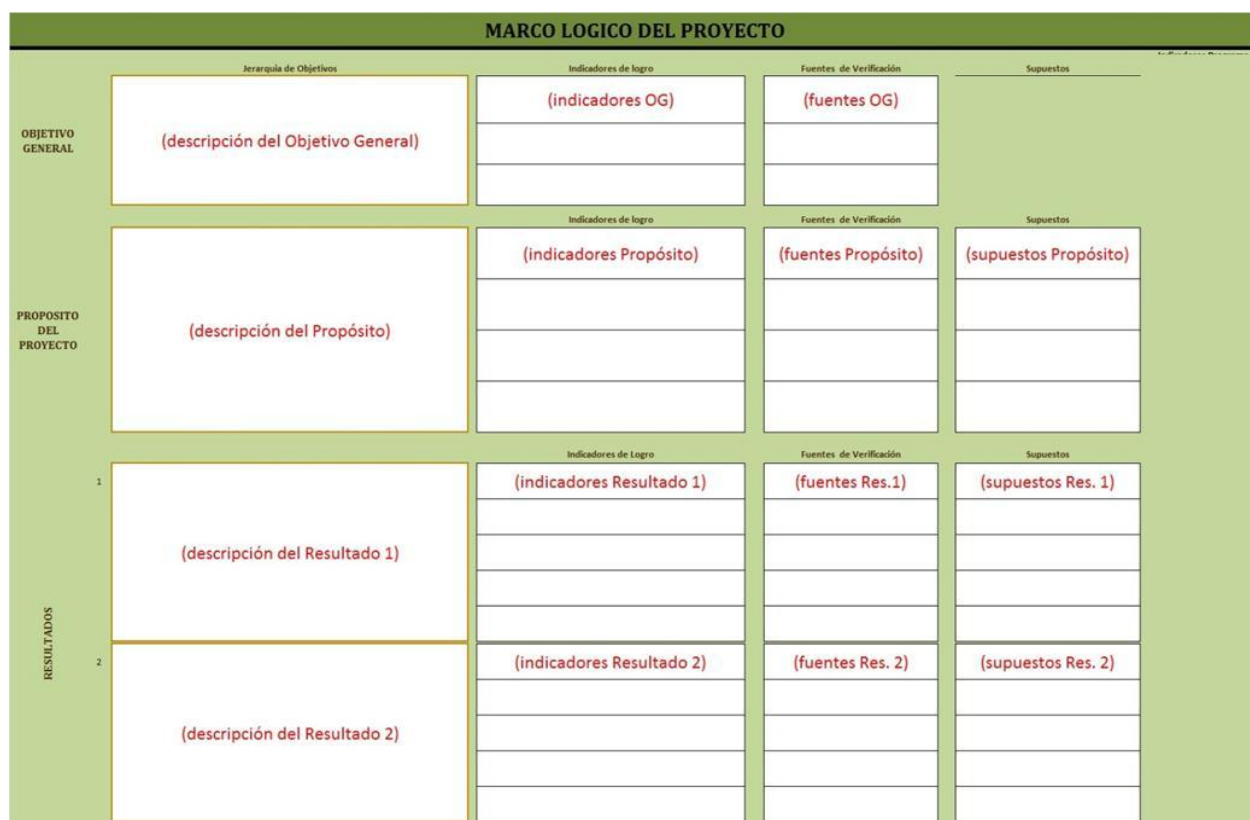 MARCO LOGICO DEL PROYECTO
Jerarquia de Objetivos Indicadores de logro Fuentes de Verificación Supuestos
OBJETIVO
GENERAL
(descripción del Objetivo General)
(indicadores OG) (fuentes OG)
Indicadores de logro Fuentes de Verificación Supuestos
PROPOSITO
DEL
PROYECTO
(descripción del Propósito)
(indicadores Propósito) (fuentes Propósito) (supuestos Propósito)
Indicadores de Logro Fuentes de Verificación Supuestos
RESULTADOS
1
(descripción del Resultado 1)
(indicadores Resultado 1) (fuentes Res.1) (supuestos Res. 1)
2
(descripción del Resultado 2)
(indicadores Resultado 2) (fuentes Res. 2) (supuestos Res. 2)